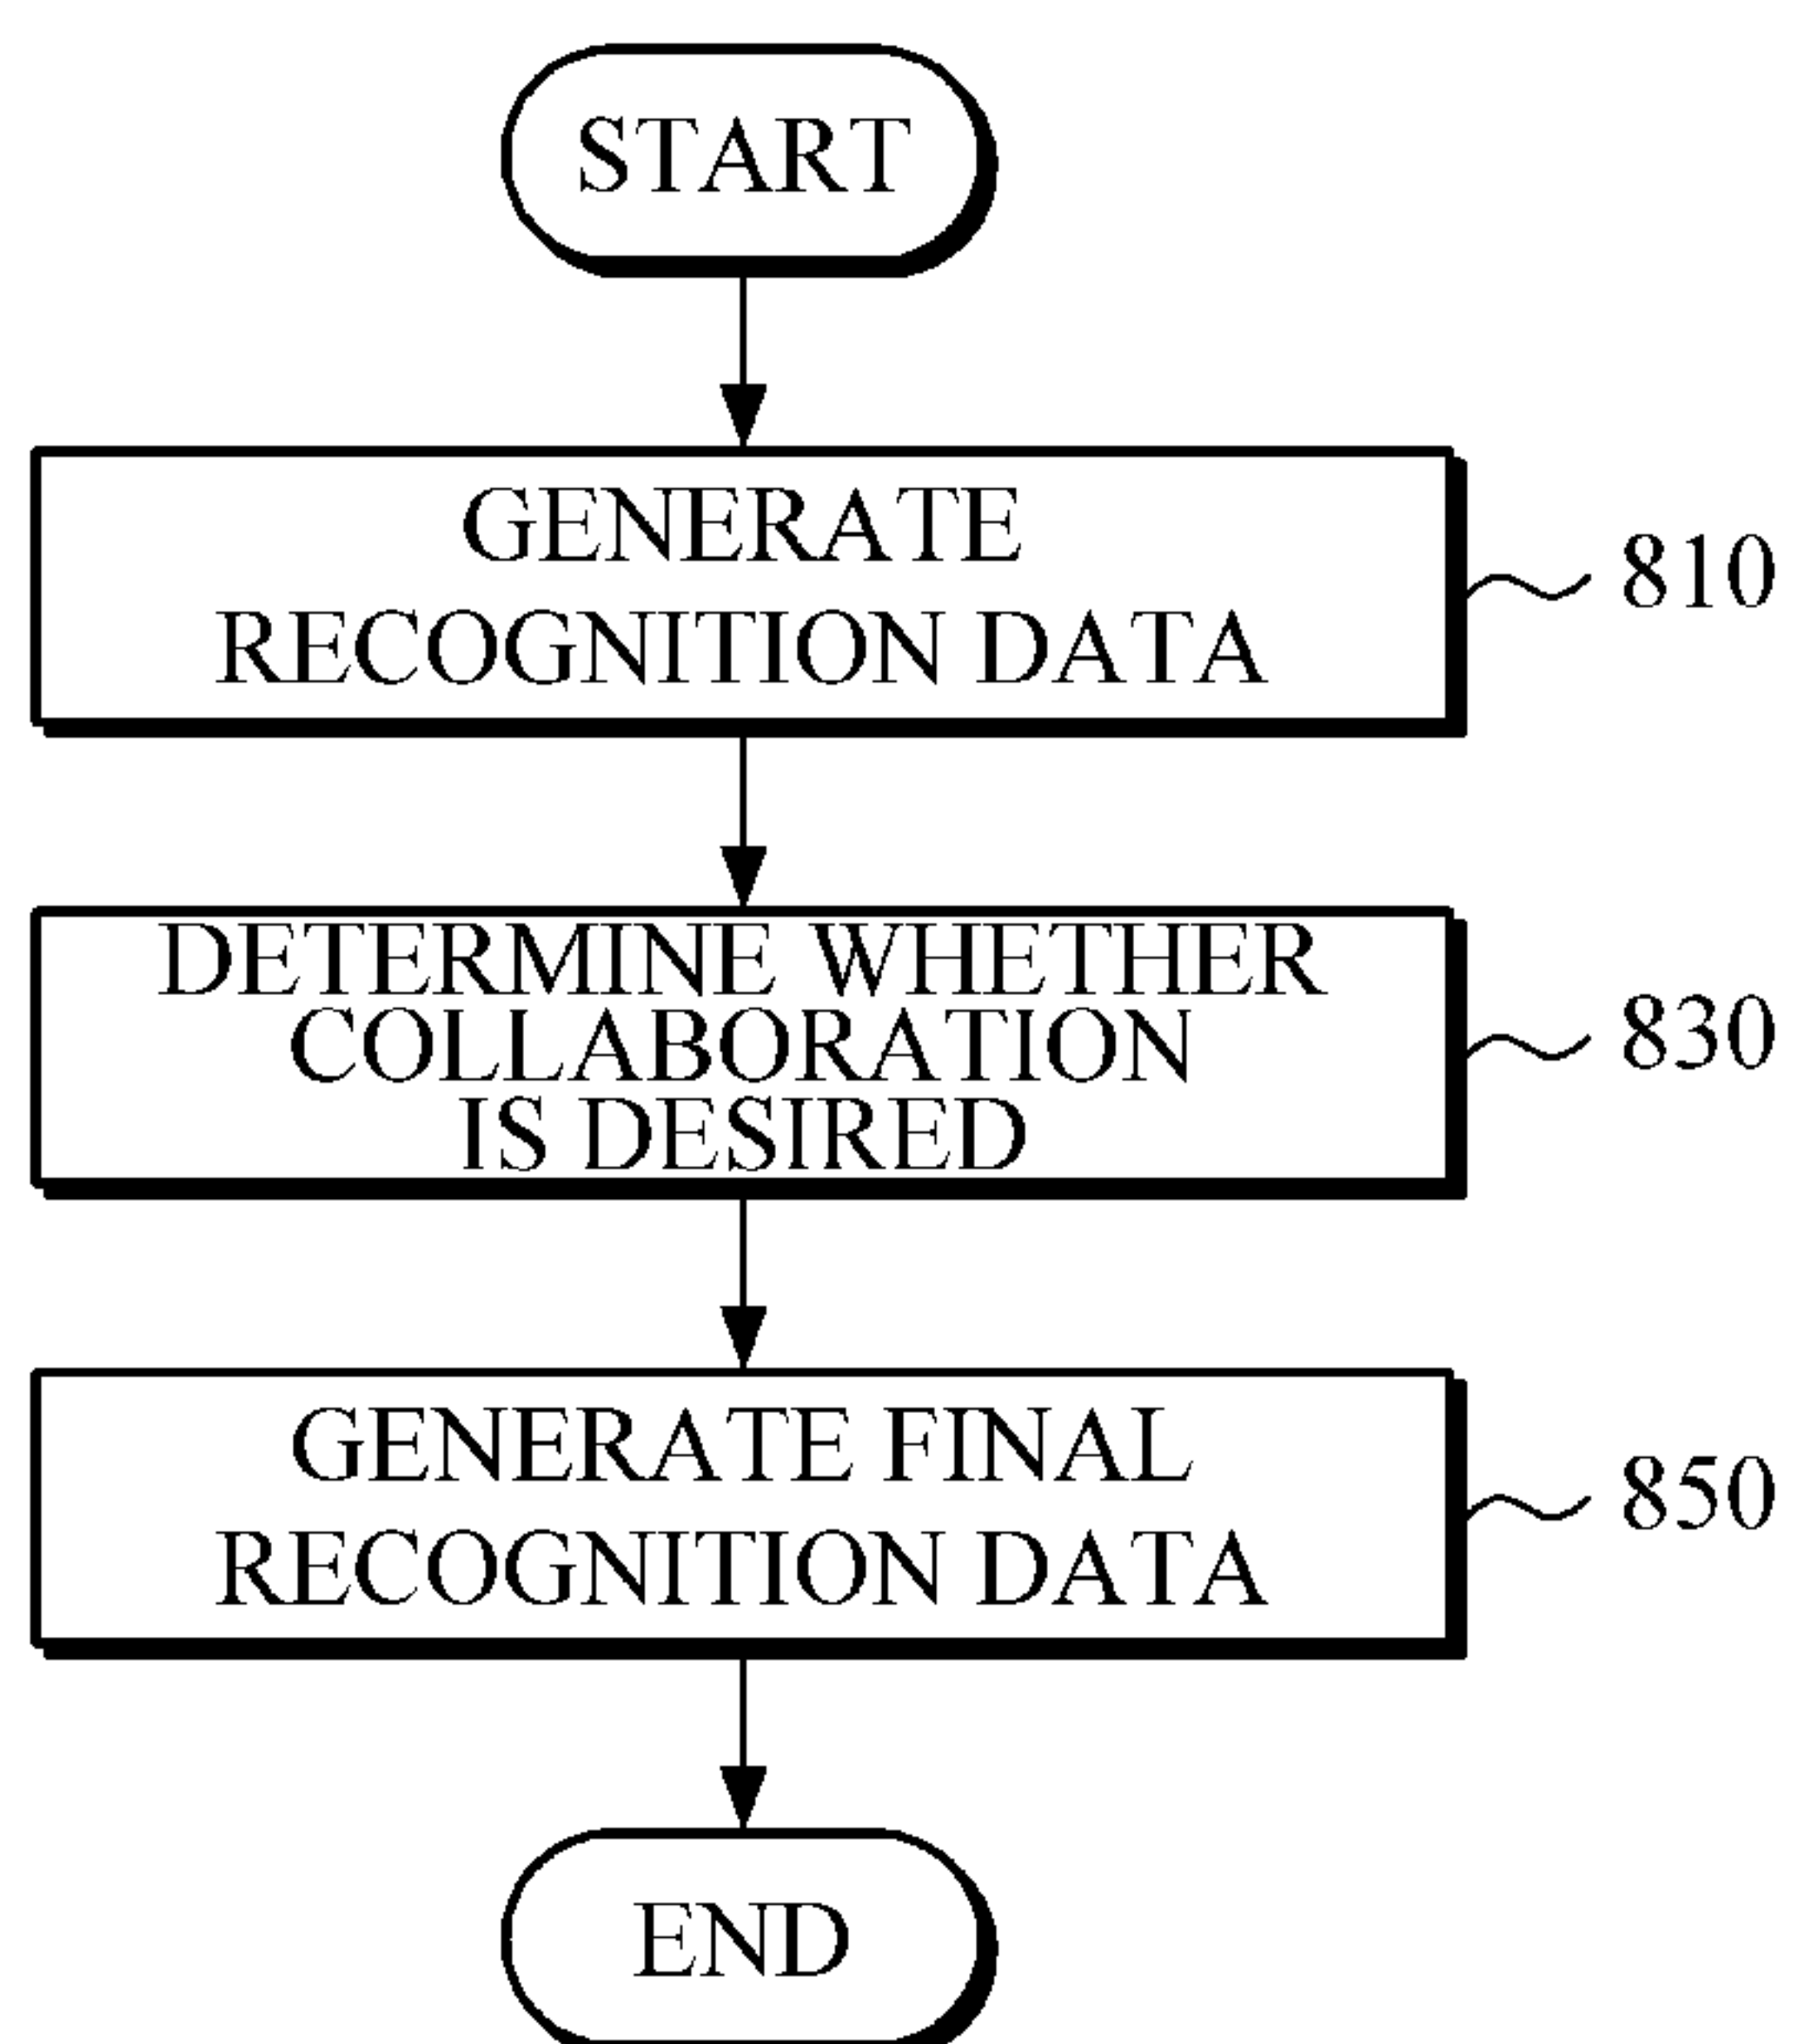 START
GENERATE
RECOGNITION DATA
810
DETERMINE WHETHER
COLLABORATION
IS DESIRED
830
GENERATE FINAL
RECOGNITION DATA
850
END